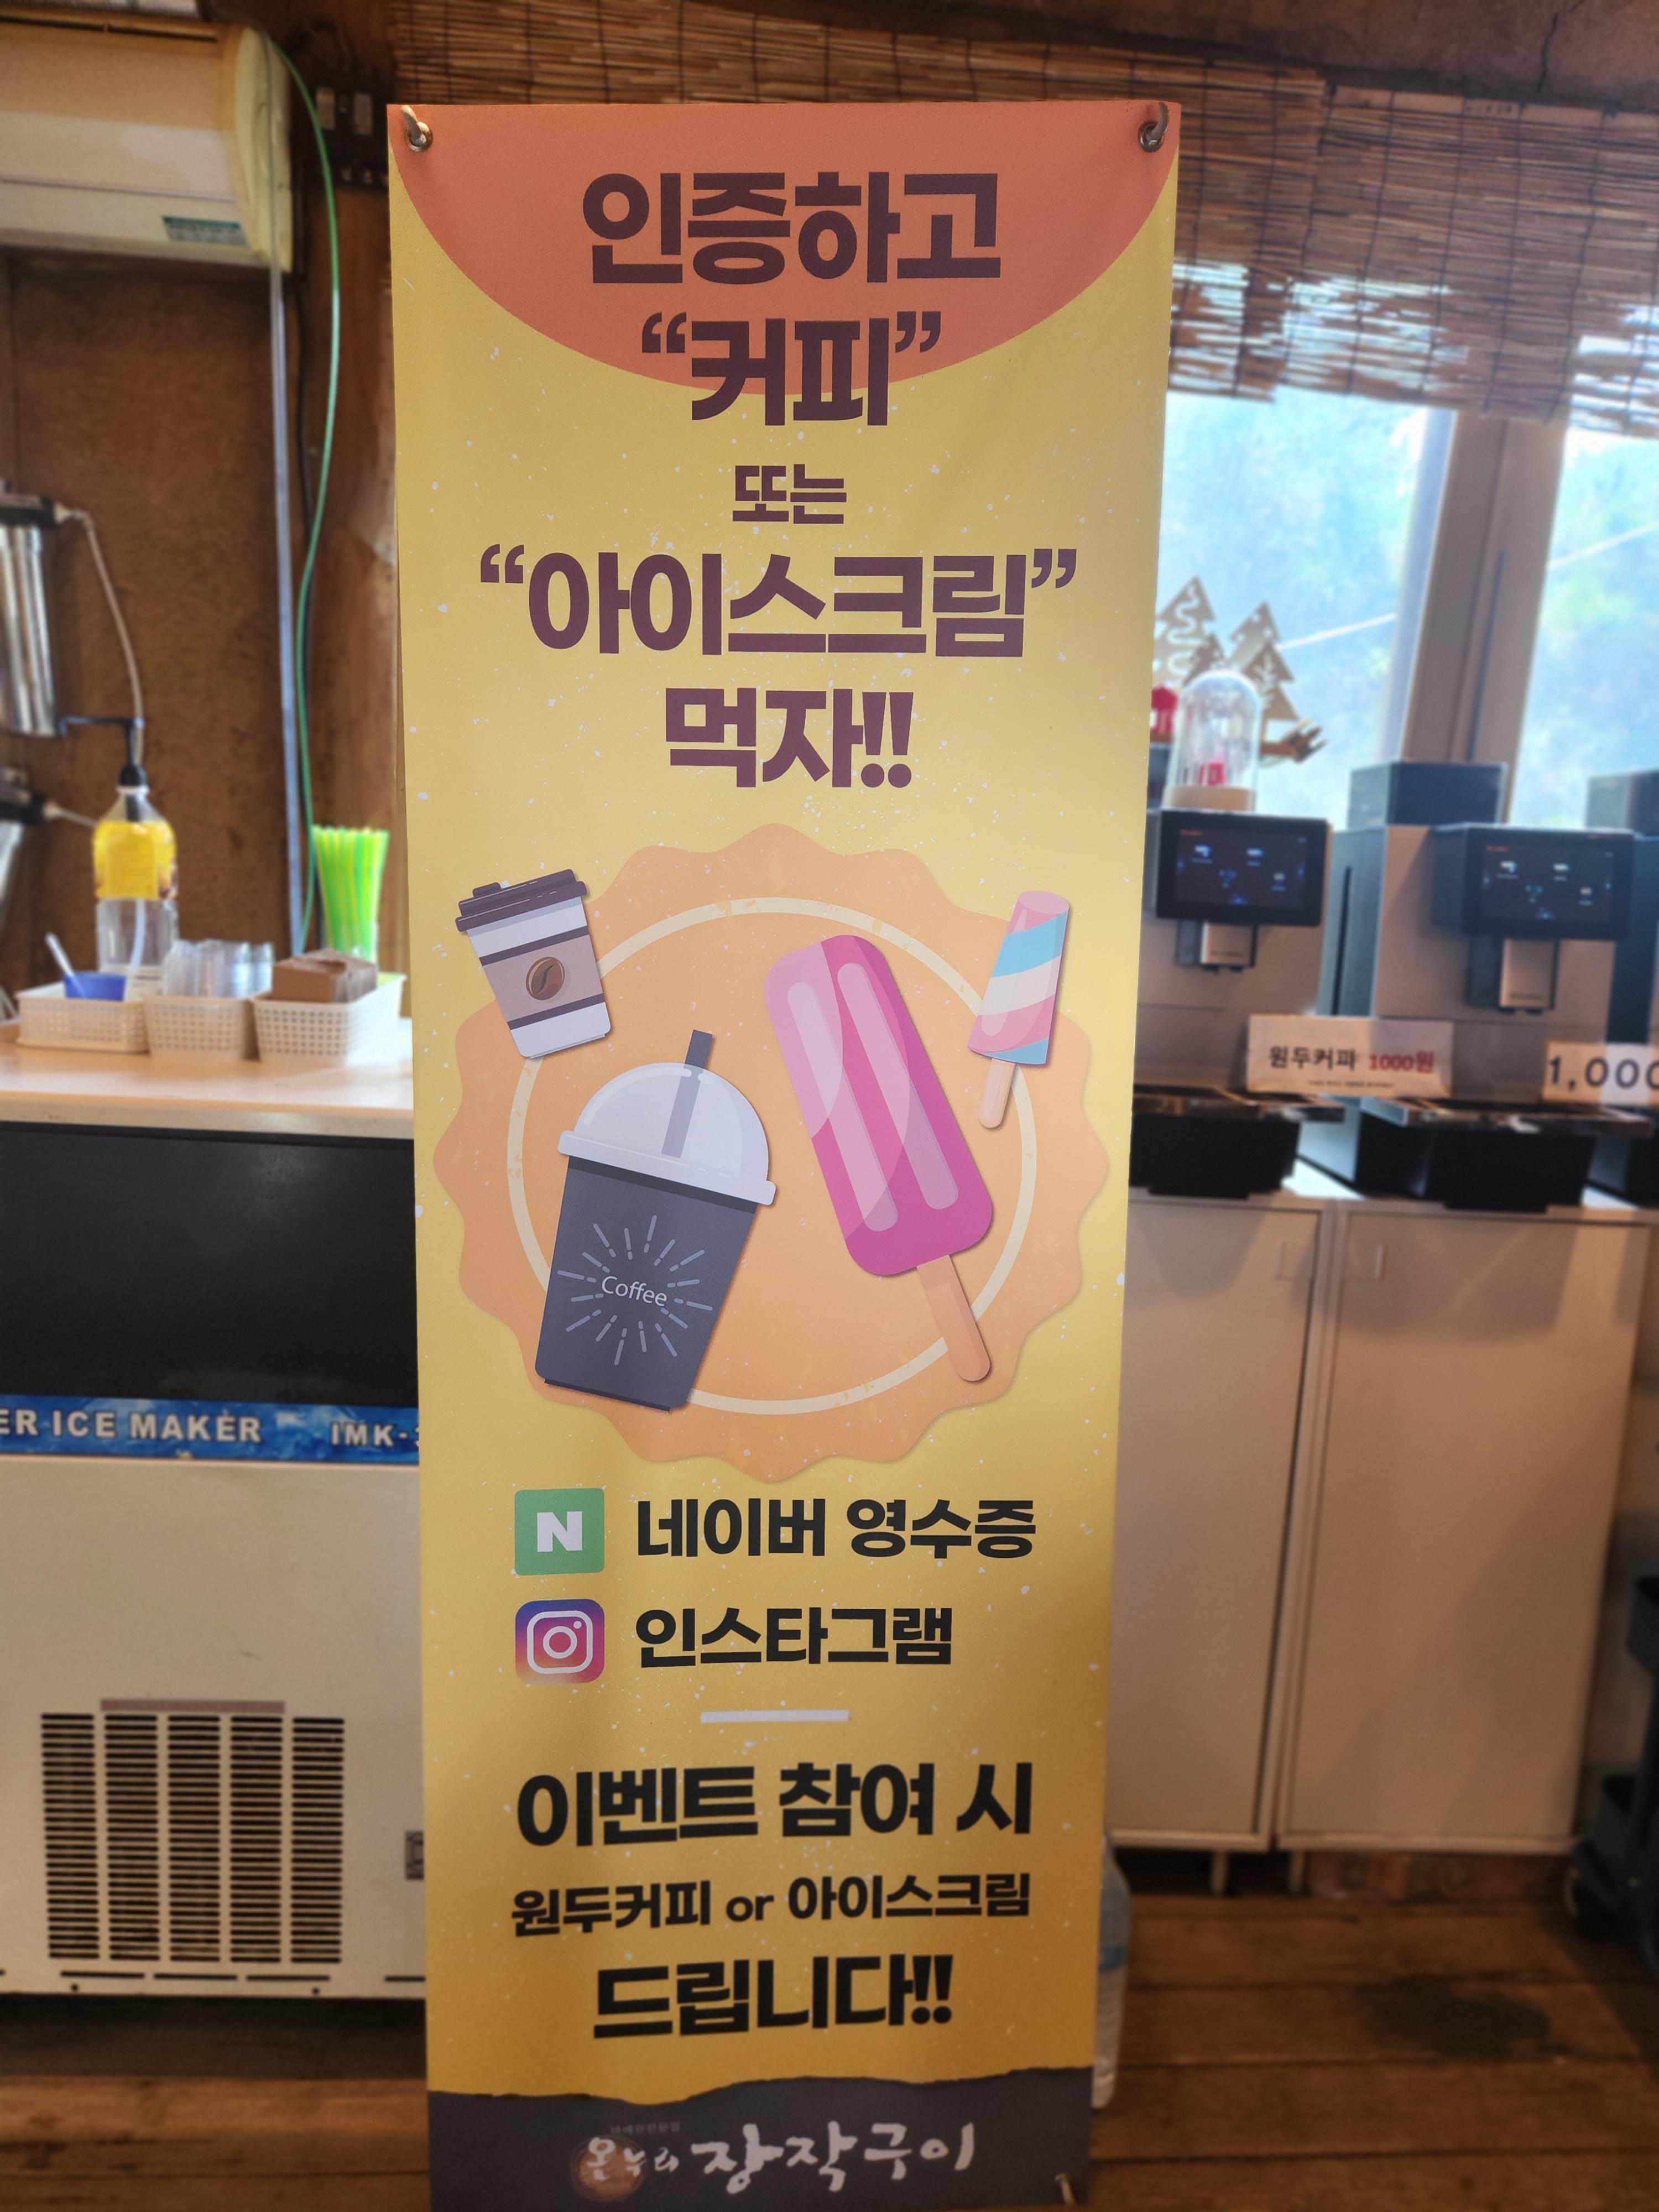 인증하고
“커피”
또는
“아이스크림”
먹자!!
Coffee
N 네이버 영수증
인스타그램
이벤트 참여 시
원두커피 or 아이스크림
드립니다!!
온누리 장작구이
ER ICE MAKER IMK-
원두커피 1000원
1,000